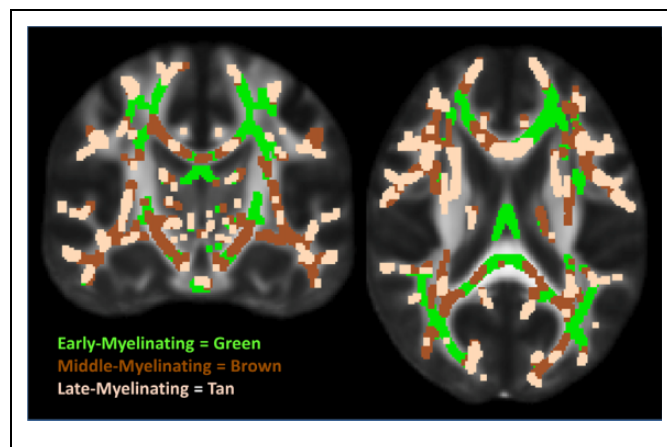 Early-Myelinating = Green
Middle-Myelinating = Brown
Late-Myelinating = Tan